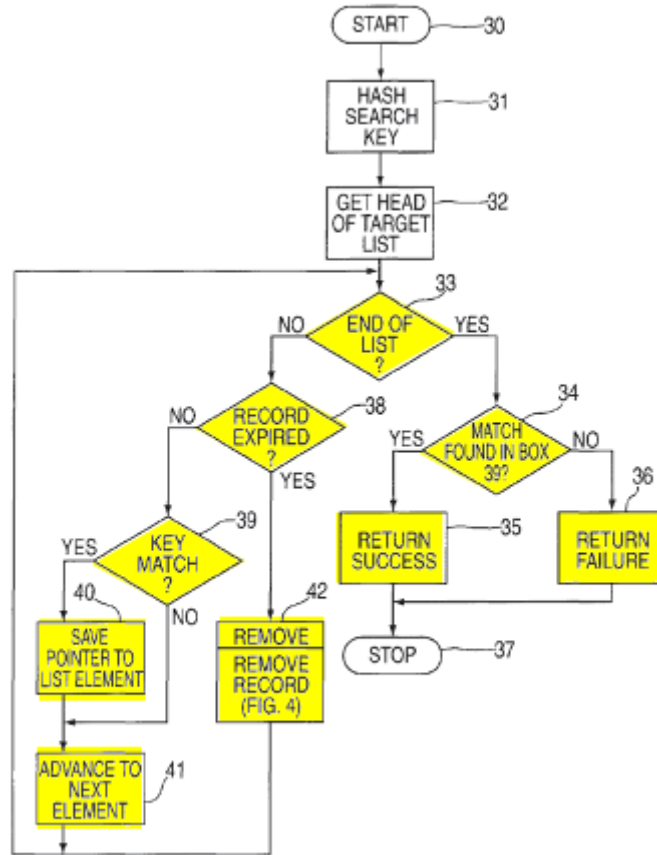 START
30
HASH
SEARCH
KEY
31
GET HEAD
OF TARGET
LIST
32
33
NO
END OF
LIST
?
YES
NO
RECORD
EXPIRED
?
38
YES
34
YES
MATCH
FOUND IN BOX
39?
NO
36
YES
KEY
MATCH
?
39
NO
RETURN
SUCCESS
35
RETURN
FAILURE
40
SAVE
POINTER TO
LIST ELEMENT
42
REMOVE
REMOVE
RECORD
(FIG. 4)
STOP
37
ADVANCE TO
NEXT
ELEMENT
41